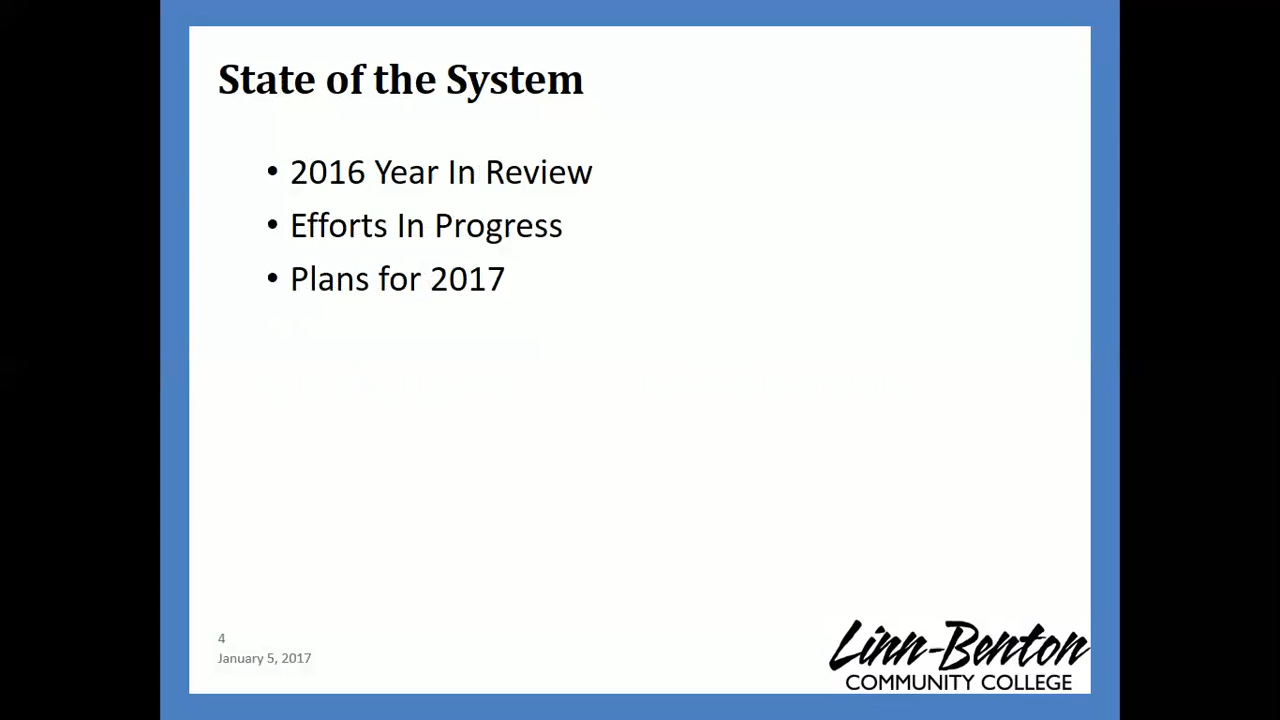 State of the System
• 2016 Year In Review
• Efforts In Progress
• Plans for 2017
4
January 5, 2017
Linn-Benton
COMMUNITY COLLEGE